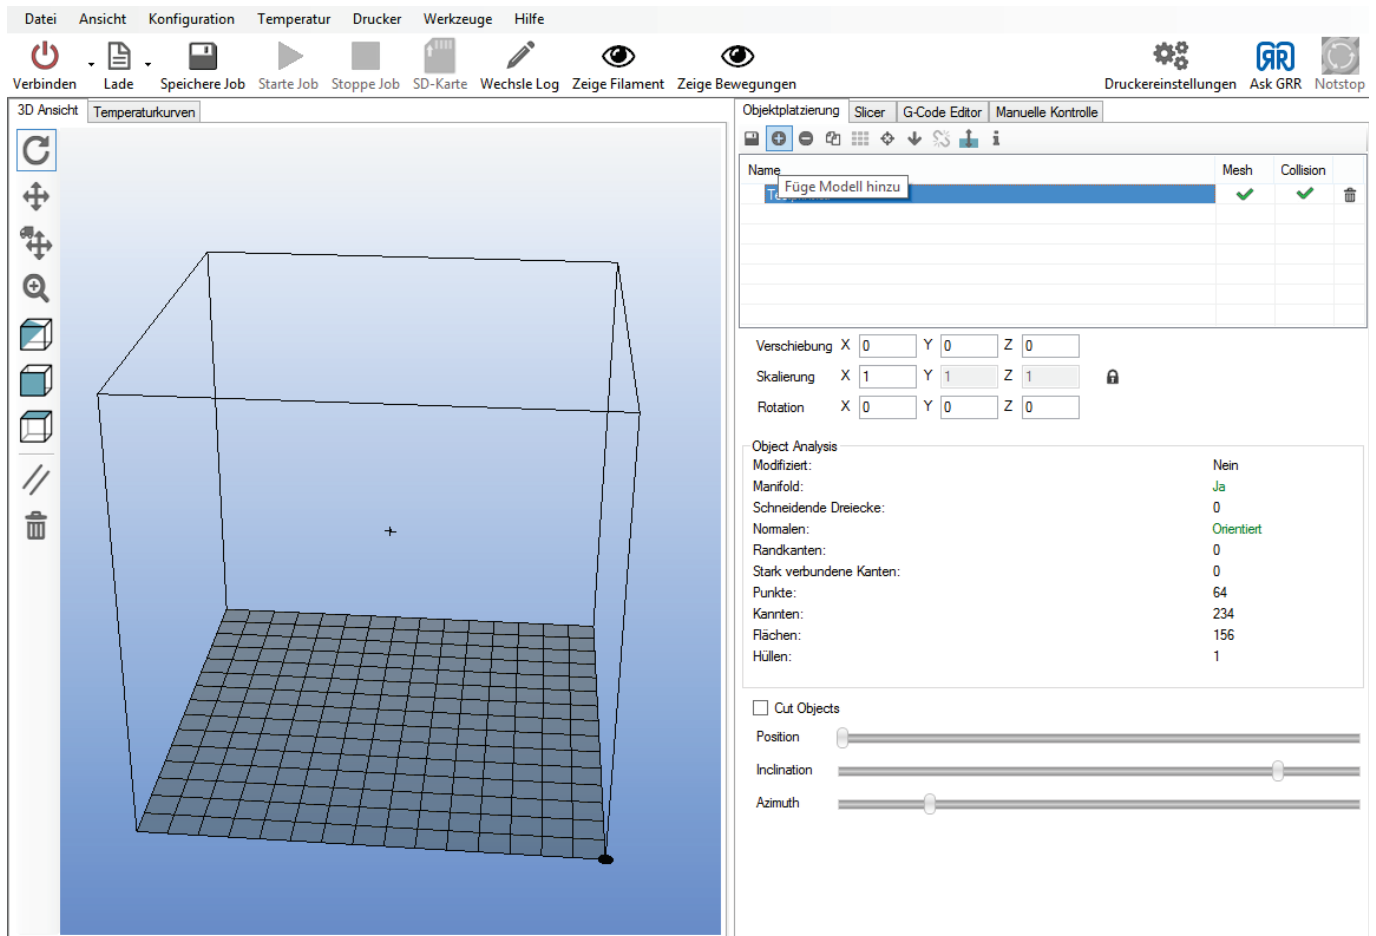 Datei Ansicht Konfiguration Temperatur Drucker Werkzeuge Hilfe
Verbinden Lade Speichere Job Starte Job Stoppe Job SD-Karte Wechsle Log Zeige Filament Zeige Bewegungen Druckereinstellungen Ask GRR Notstop
3D Ansicht Temperaturkurven
Objektplatzierung Slicer G-Code Editor Manuelle Kontrolle
Name Mesh Collision
Füge Modell hinzu
Verschiebung X 0 Y 0 Z 0
Skalierung X 1 Y 1 Z 1
Rotation X 0 Y 0 Z 0
Object Analysis
Modifiziert: Nein
Manifold: Ja
Schneidende Dreiecke: 0
Normalen: Orientiert
Randkanten: 0
Stark verbundene Kanten: 0
Punkte: 64
Kannten: 234
Flächen: 156
Hüllen: 1
Cut Objects
Position
Inclination
Azimuth